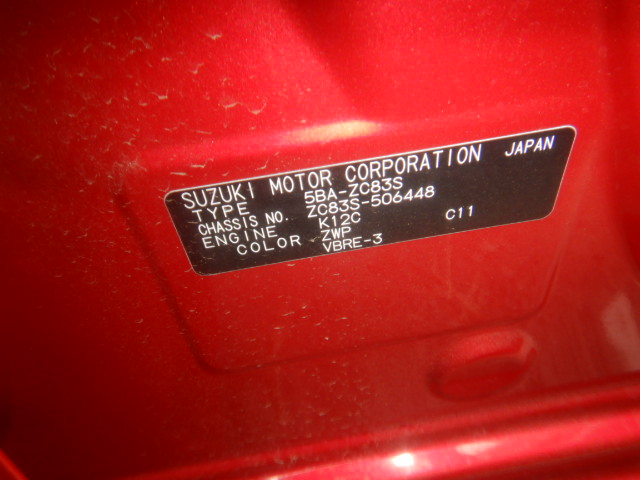 SUZUKI MOTOR CORPORATION JAPAN
TYPE 5BA-ZC83S
CHASSIS NO. ZC83S-506448
ENGINE K12C
COLOR ZWP C11
VBRE-3